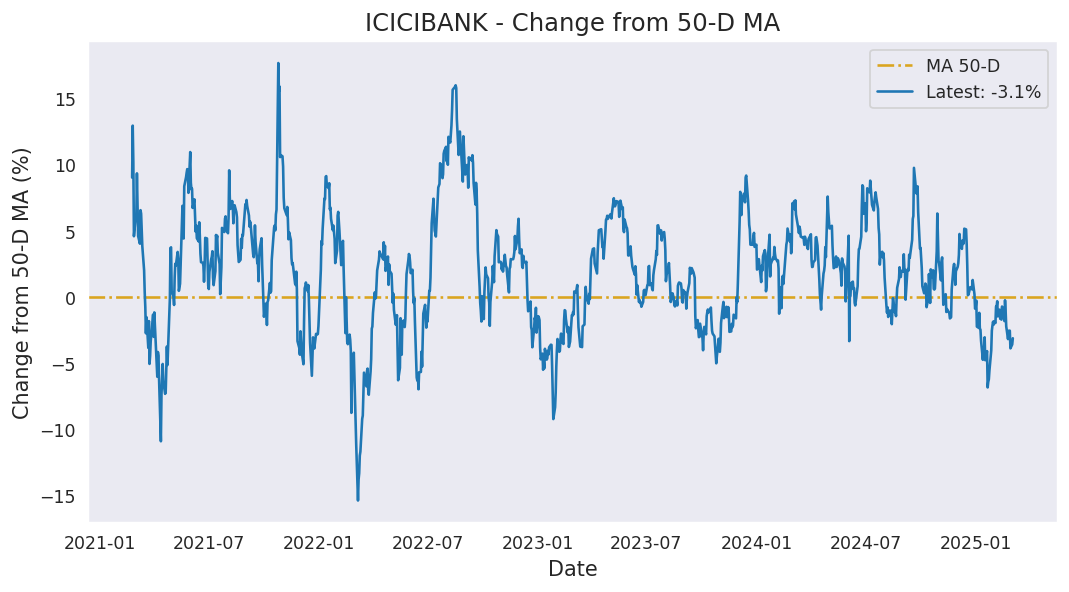 ICICIBANK - Change from 50-D MA
MA 50-D
Latest: -3.1%
Change from 50-D MA (%)
15
10
5
0
−5
−10
−15
2021-01 2021-07 2022-01 2022-07 2023-01 2023-07 2024-01 2024-07 2025-01
Date